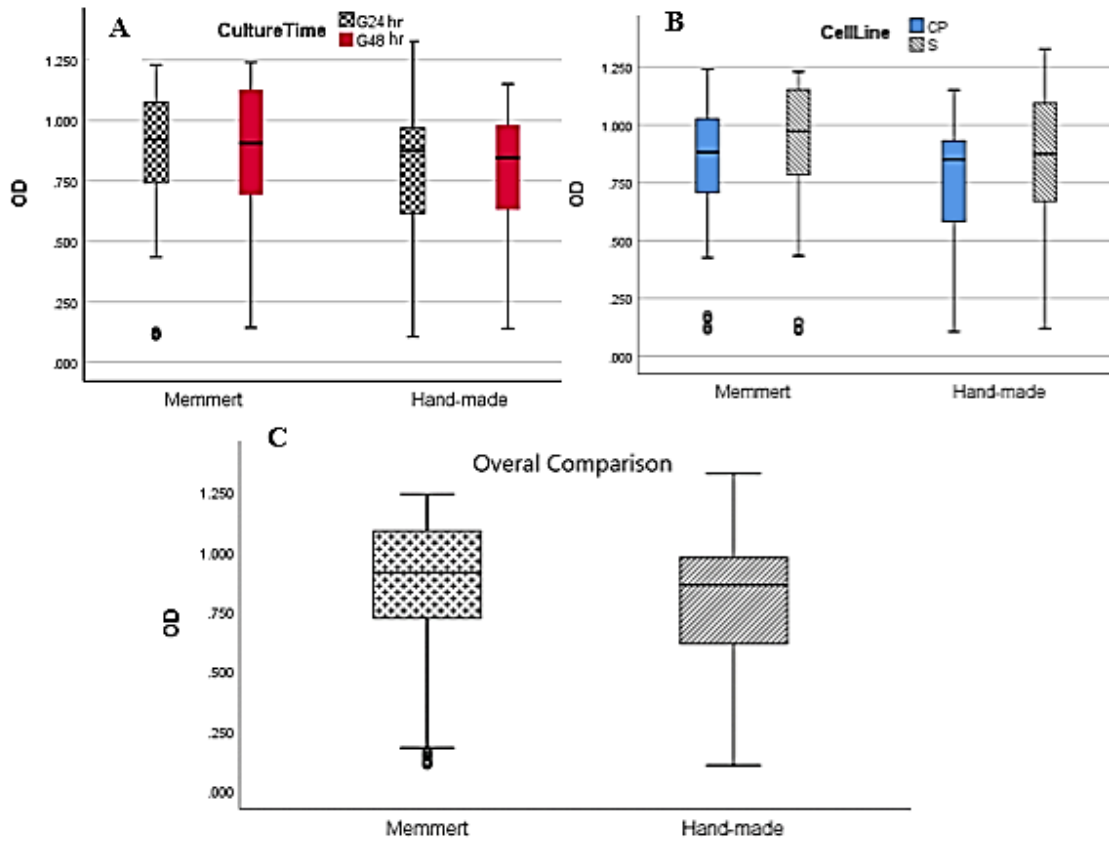 A
CultureTime
G24 hr
G48 hr
OD
1.250
1.000
.750
.500
.250
.000
Memmert Hand-made
B
CellLine
CP
S
OD
1.250
1.000
.750
.500
.250
.000
Memmert Hand-made
C
Overal Comparison
OD
1.250
1.000
.750
.500
.250
.000
Memmert Hand-made